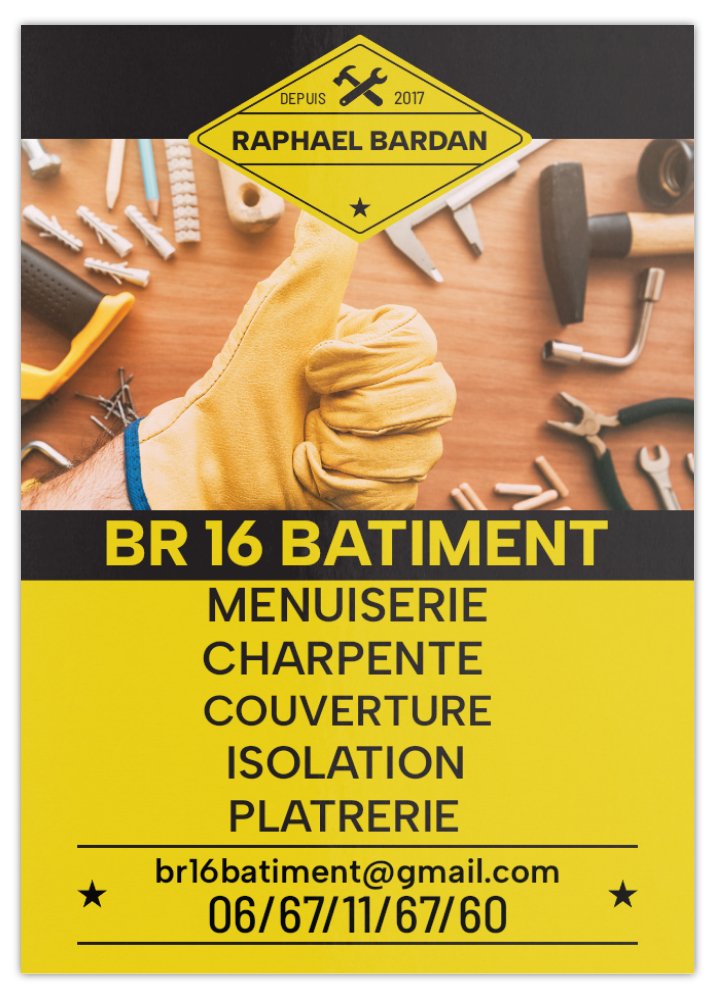 DEPUIS 2017
RAPHAEL BARDAN
BR 16 BATIMENT
MENUISERIE
CHARPENTE
COUVERTURE
ISOLATION
PLATRERIE
br16batiment@gmail.com
06/67/11/67/60